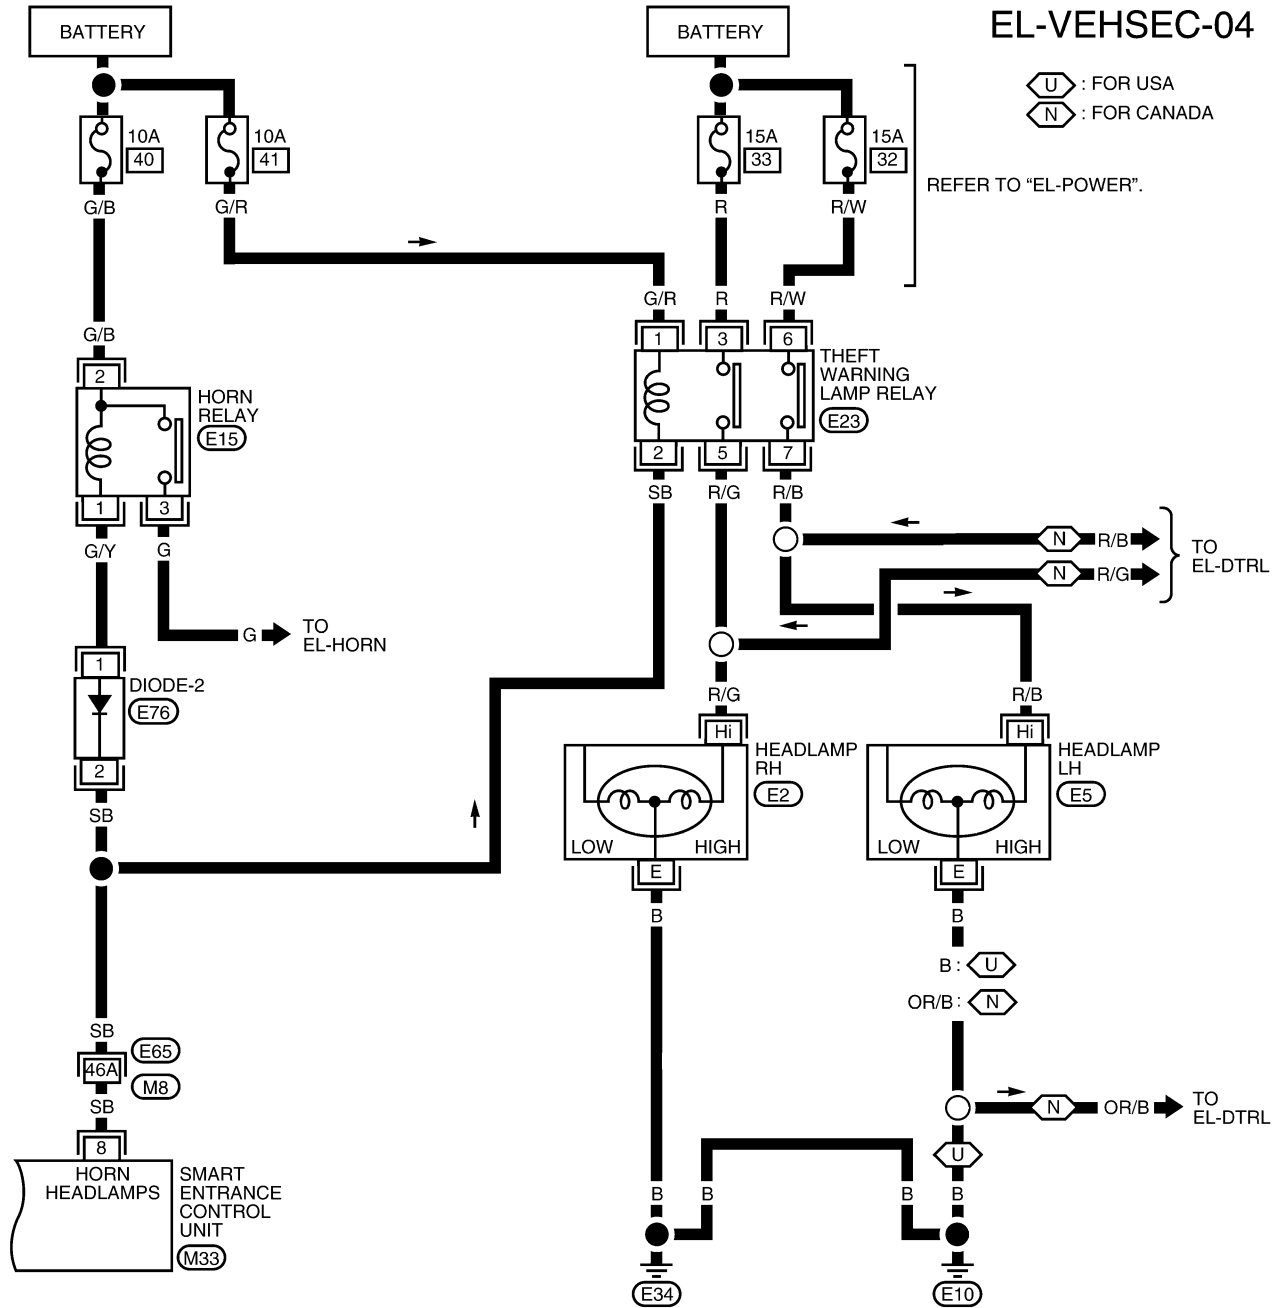 EL-VEHSEC-04
BATTERY
BATTERY
U : FOR USA
N : FOR CANADA
10A
40
10A
41
15A
33
15A
32
REFER TO “EL-POWER”.
G/B
G/R
R
R/W
G/R
R
R/W
G/B
1
3
6
THEFT
WARNING
LAMP RELAY
E23
2
HORN
RELAY
E15
2
5
7
SB
R/G
R/B
1
3
G/Y
G
N
R/B
N
R/G
TO
EL-DTRL
G
TO
EL-HORN
1
DIODE-2
E76
2
SB
R/G
R/B
Hi
Hi
HEADLAMP
RH
E2
HEADLAMP
LH
E5
LOW
HIGH
LOW
HIGH
E
E
B
B
B : U
OR/B : N
SB
E65
46A
M8
SB
8
N
OR/B
TO
EL-DTRL
U
HORN
HEADLAMPS
SMART
ENTRANCE
CONTROL
UNIT
M33
B
B
B
B
E34
E10